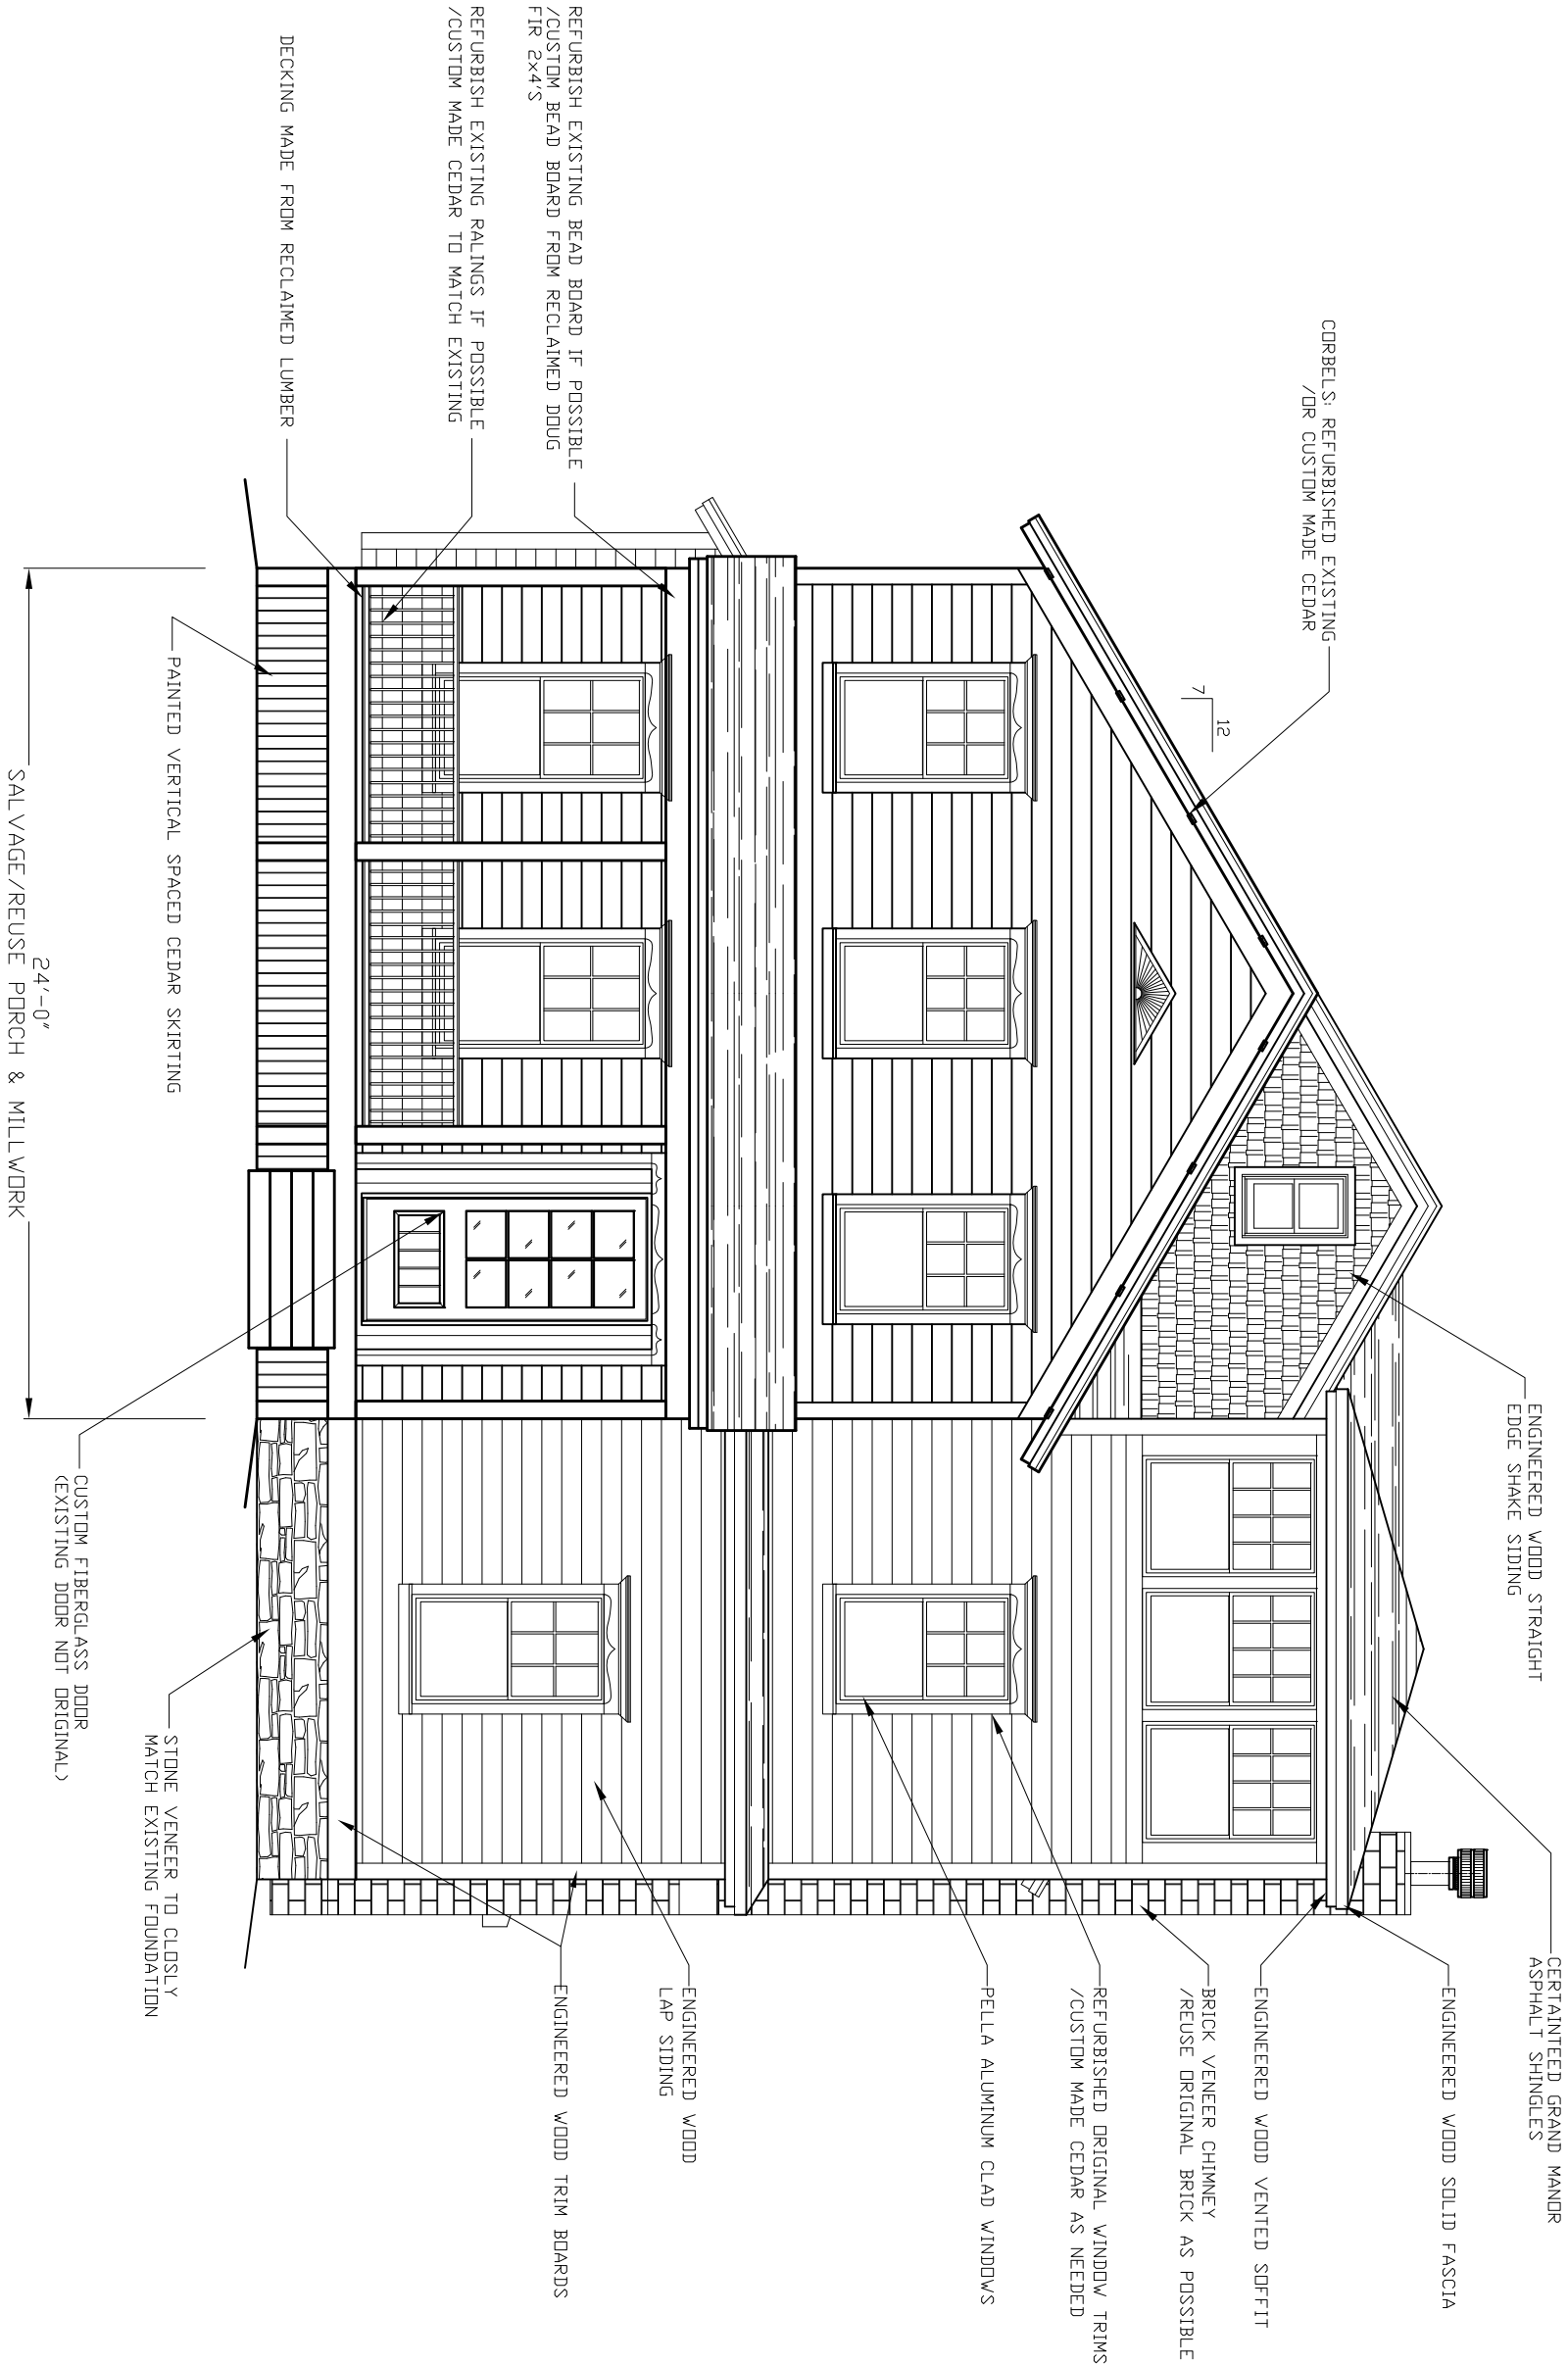 CERTAINTEED GRAND MANOR
ASPHALT SHINGLES
ENGINEERED WOOD STRAIGHT
EDGE SHAKE SIDING
ENGINEERED WOOD SOLID FASCIA
CORBELS: REFURBISHED EXISTING
/OR CUSTOM MADE CEDAR
ENGINEERED WOOD VENTED SOFFIT
12
7
BRICK VENEER CHIMNEY
/REUSE ORIGINAL BRICK AS POSSIBLE
REFURBISHED ORIGINAL WINDOW TRIMS
/CUSTOM MADE CEDAR AS NEEDED
PELLA ALUMINUM CLAD WINDOWS
ENGINEERED WOOD
LAP SIDING
REFURBISH EXISTING BEAD BOARD IF POSSIBLE
/CUSTOM BEAD BOARD FROM RECLAIMED DOUG
FIR 2x4'S
ENGINEERED WOOD TRIM BOARDS
REFURBISH EXISTING RALINGS IF POSSIBLE
/CUSTOM MADE CEDAR TO MATCH EXISTING
DECKING MADE FROM RECLAIMED LUMBER
PAINTED VERTICAL SPACED CEDAR SKIRTING
STONE VENEER TO CLOSLY
MATCH EXISTING FOUNDATION
CUSTOM FIBERGLASS DOOR
(EXISTING DOOR NOT ORIGINAL)
24'-0"
SALVAGE/REUSE PORCH & MILLWORK